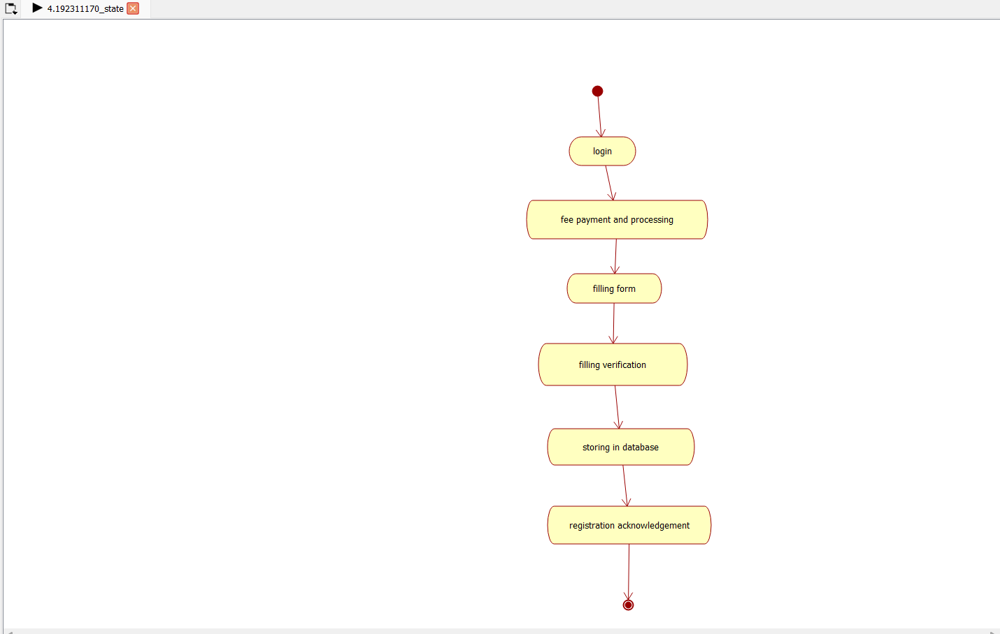 4.192311170_state
login
fee payment and processing
filling form
filling verification
storing in database
registration acknowledgement